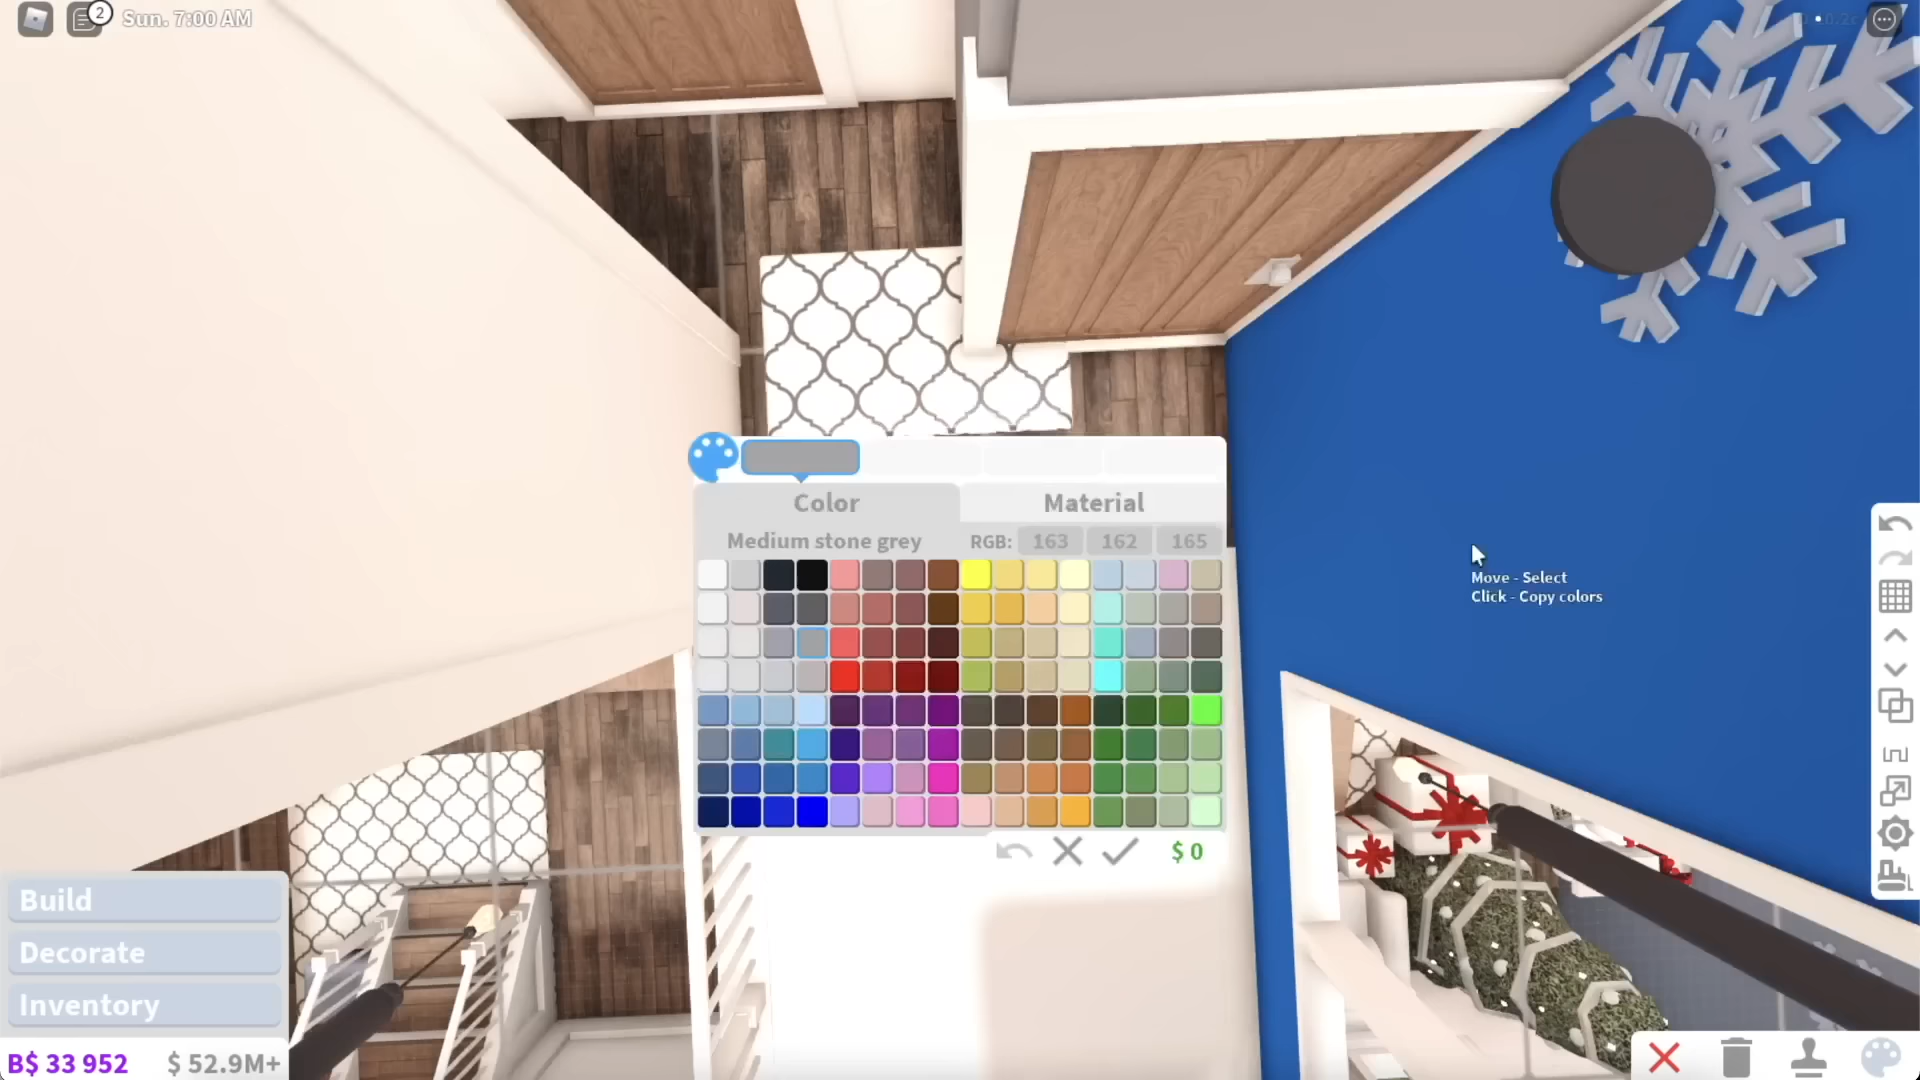 2
Sun. 7:00 AM
Color
Material
Medium stone grey
RGB: 163 162 165
Move - Select
Click - Copy colors
$ 0
Build
Decorate
Inventory
B$ 33 952
$ 52.9M+